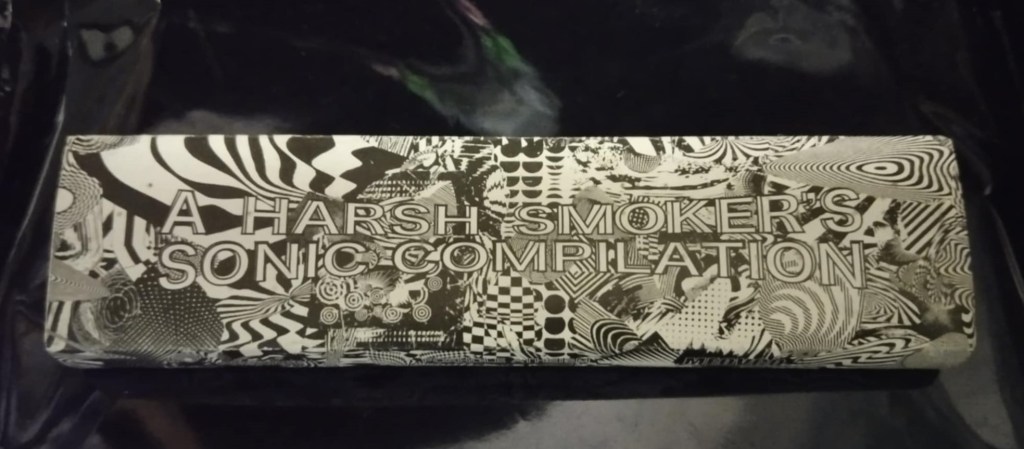 A HARSH SMOKER'S
SONIC COMPILATION